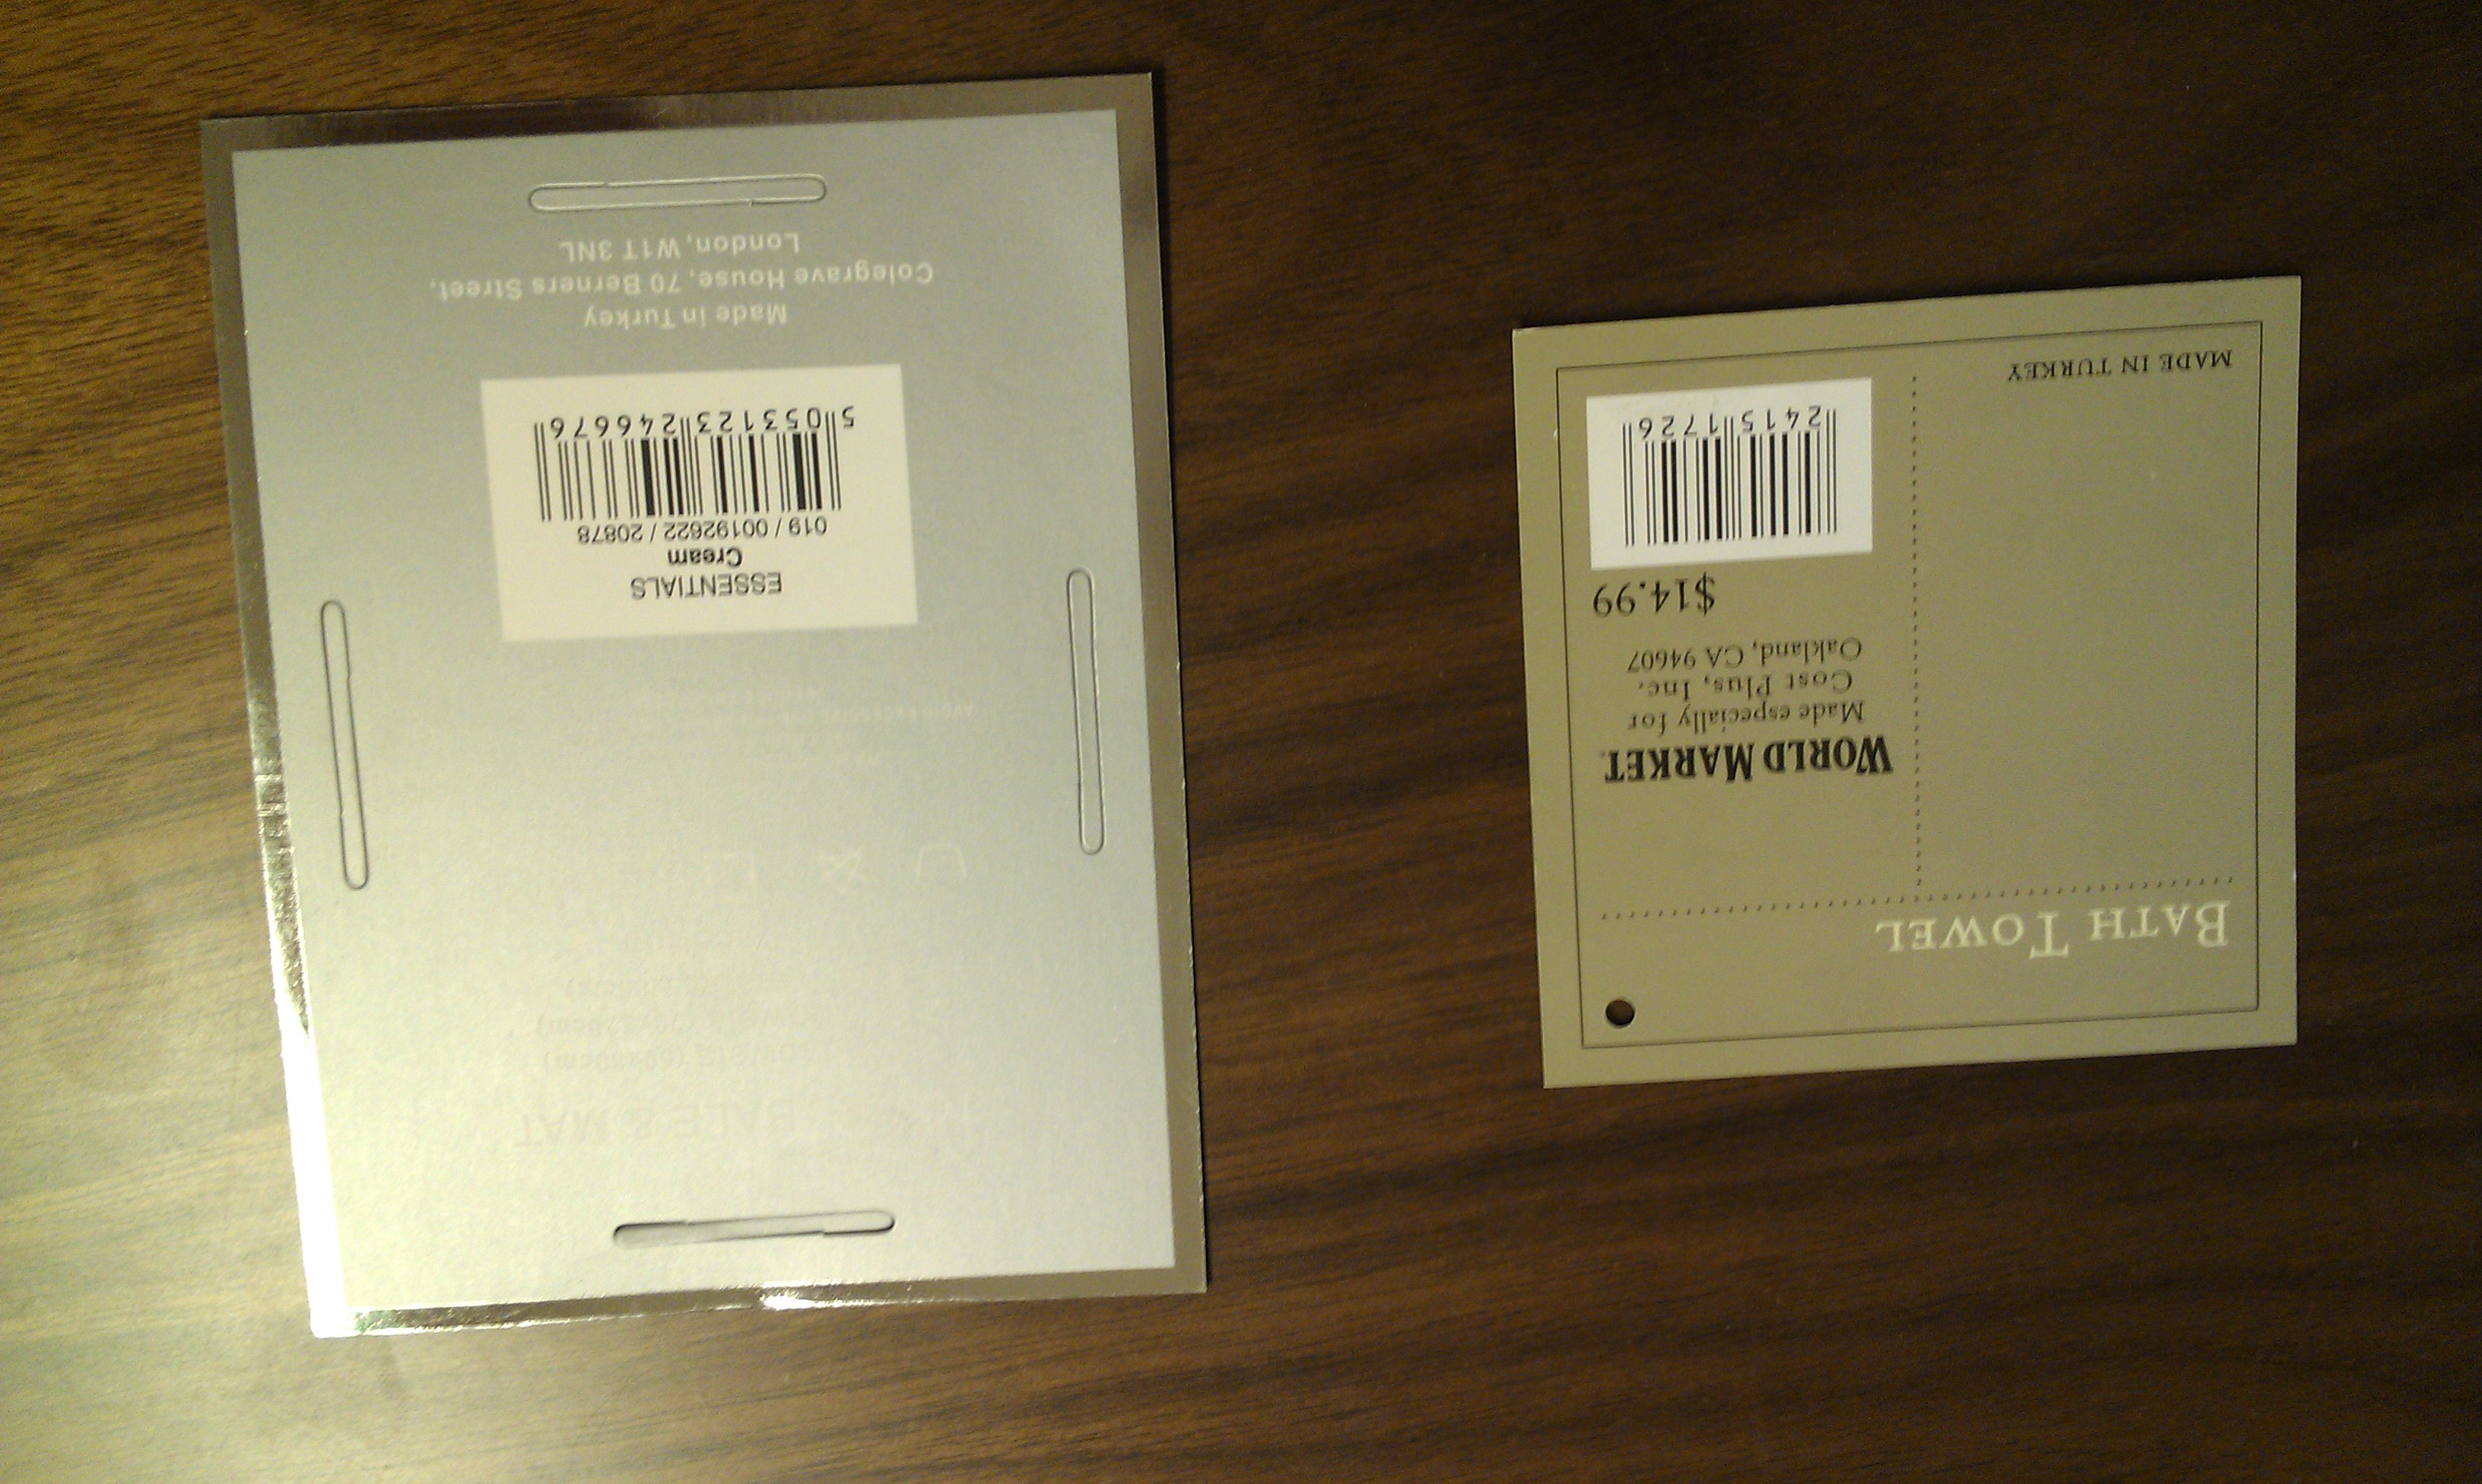 BALE & MAT
ESSENTIALS
Cream
019 / 00192622 / 20878
5 053123 246676
Made in Turkey
Colegrave House, 70 Berners Street,
London, W1T 3NL
BATH TOWEL
WORLD MARKET.
Made especially for
Cost Plus, Inc.
Oakland, CA 94607
$14.99
2415 1726
MADE IN TURKEY